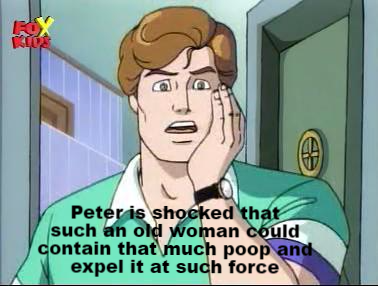 FOX
KIDS
Peter is shocked that
such an old woman could
contain that much poop and
expel it at such force